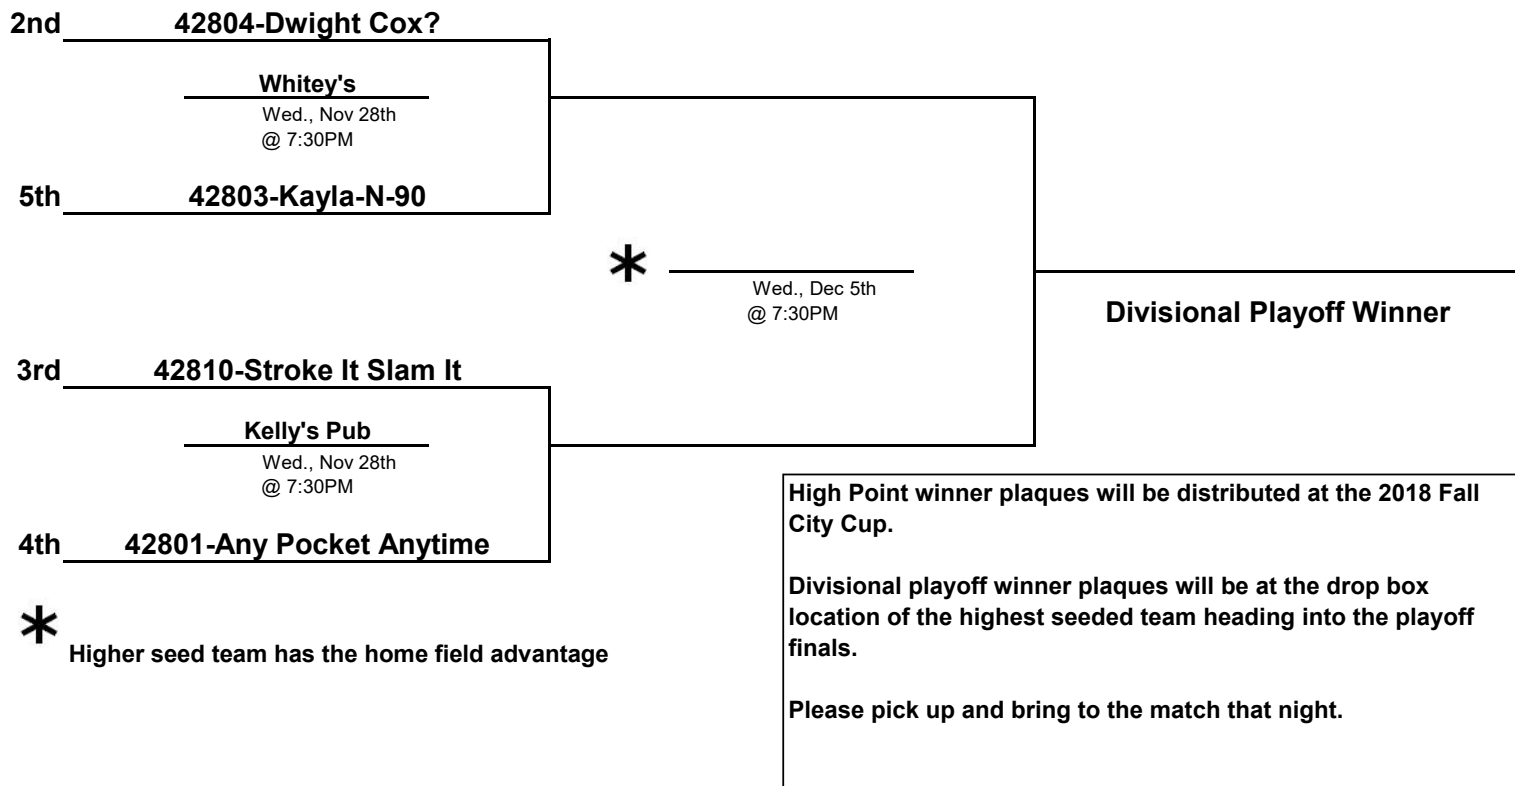 2nd 42804-Dwight Cox?
Whitey's
Wed., Nov 28th
@ 7:30PM
5th 42803-Kayla-N-90
*
Wed., Dec 5th
@ 7:30PM
Divisional Playoff Winner
3rd 42810-Stroke It Slam It
Kelly's Pub
Wed., Nov 28th
@ 7:30PM
4th 42801-Any Pocket Anytime
* Higher seed team has the home field advantage
High Point winner plaques will be distributed at the 2018 Fall
City Cup.
Divisional playoff winner plaques will be at the drop box
location of the highest seeded team heading into the playoff
finals.
Please pick up and bring to the match that night.